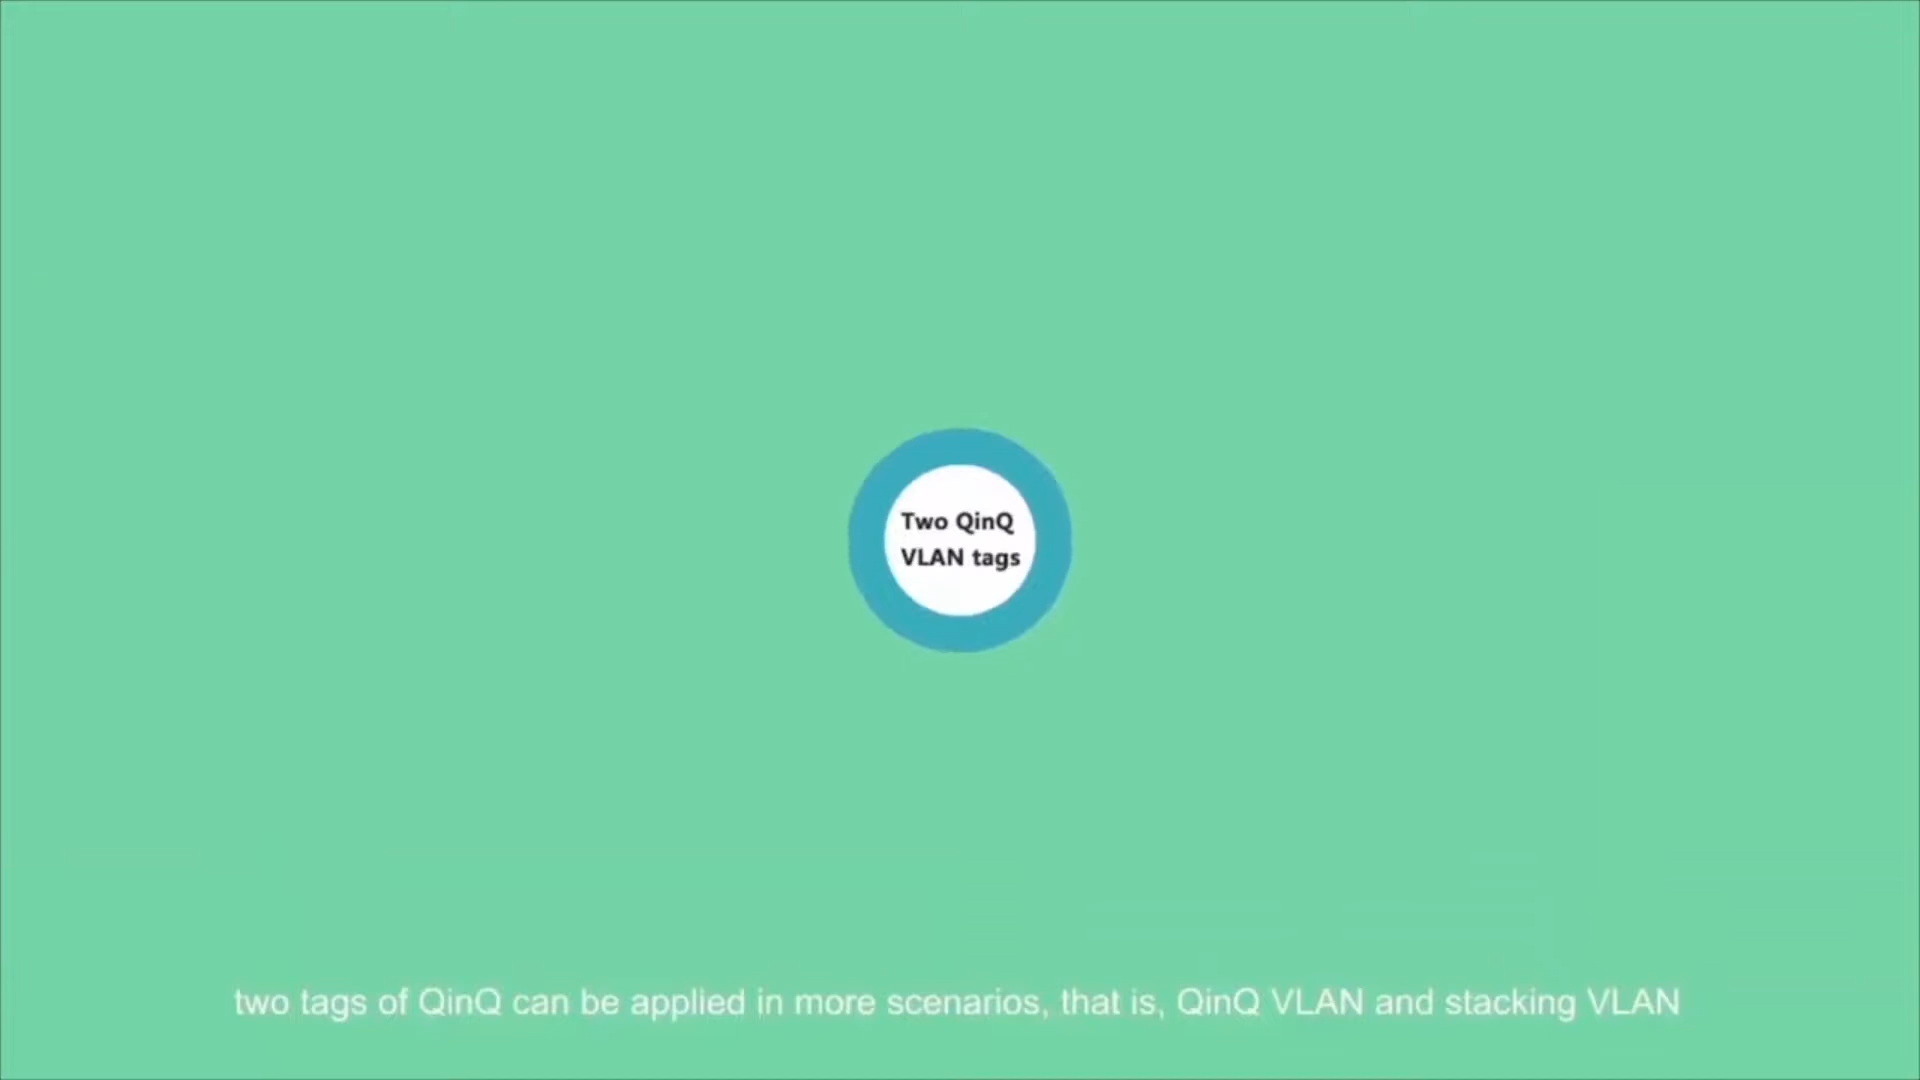 Two QinQ
VLAN tags
two tags of QinQ can be applied in more scenarios, that is, QinQ VLAN and stacking VLAN